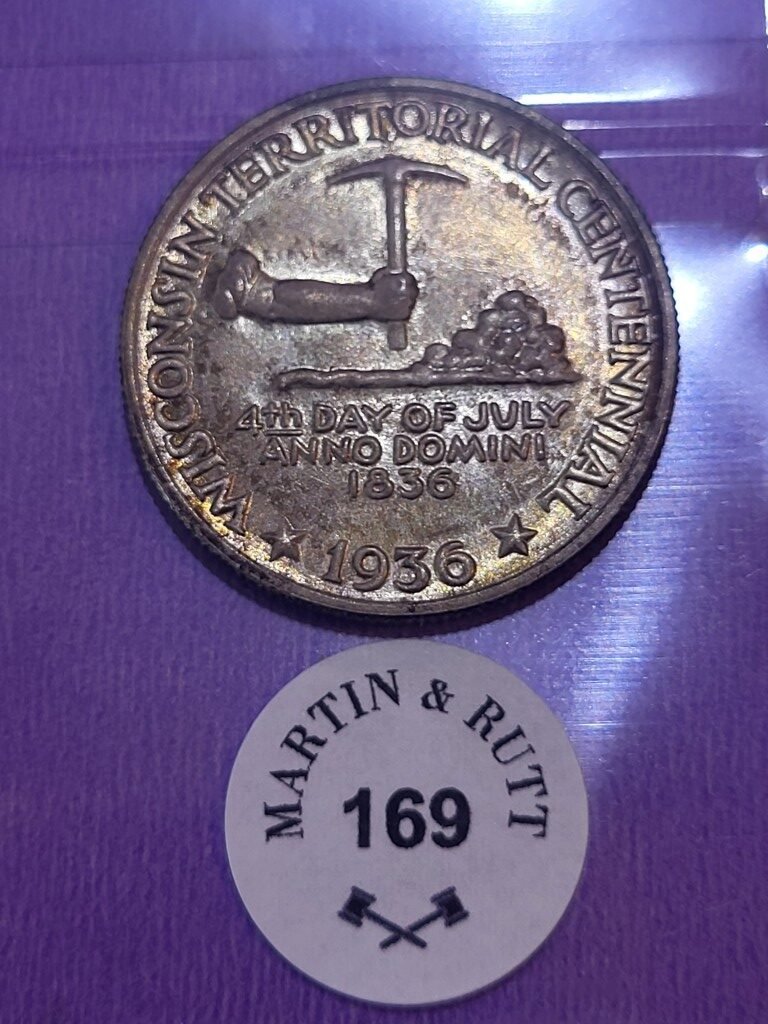 WISCONSIN TERRITORIAL CENTENNIAL
4th DAY OF JULY
ANNO DOMINI
1836
★ 1936 ★
MARTIN & RUTT
169